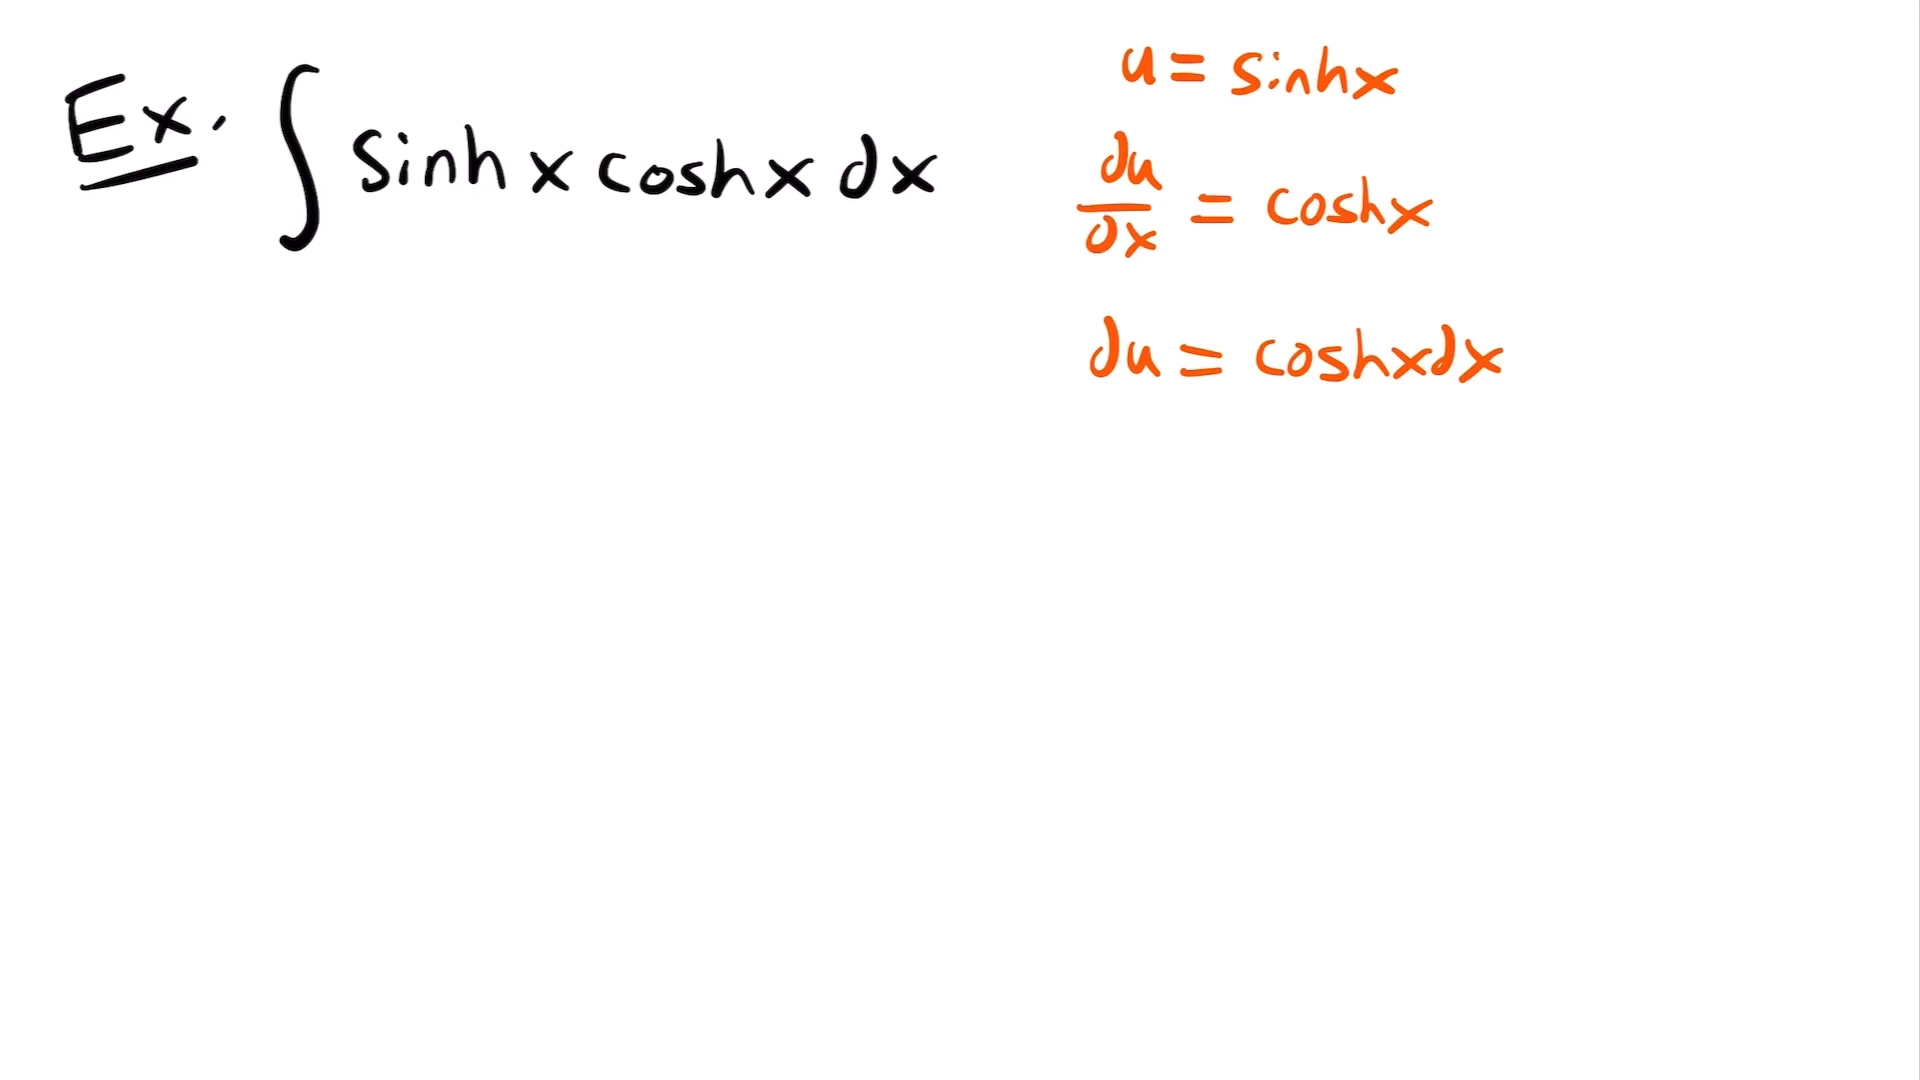 Ex. ∫ sinh x cosh x dx
u = sinhx
du/dx = coshx
du = coshxdx